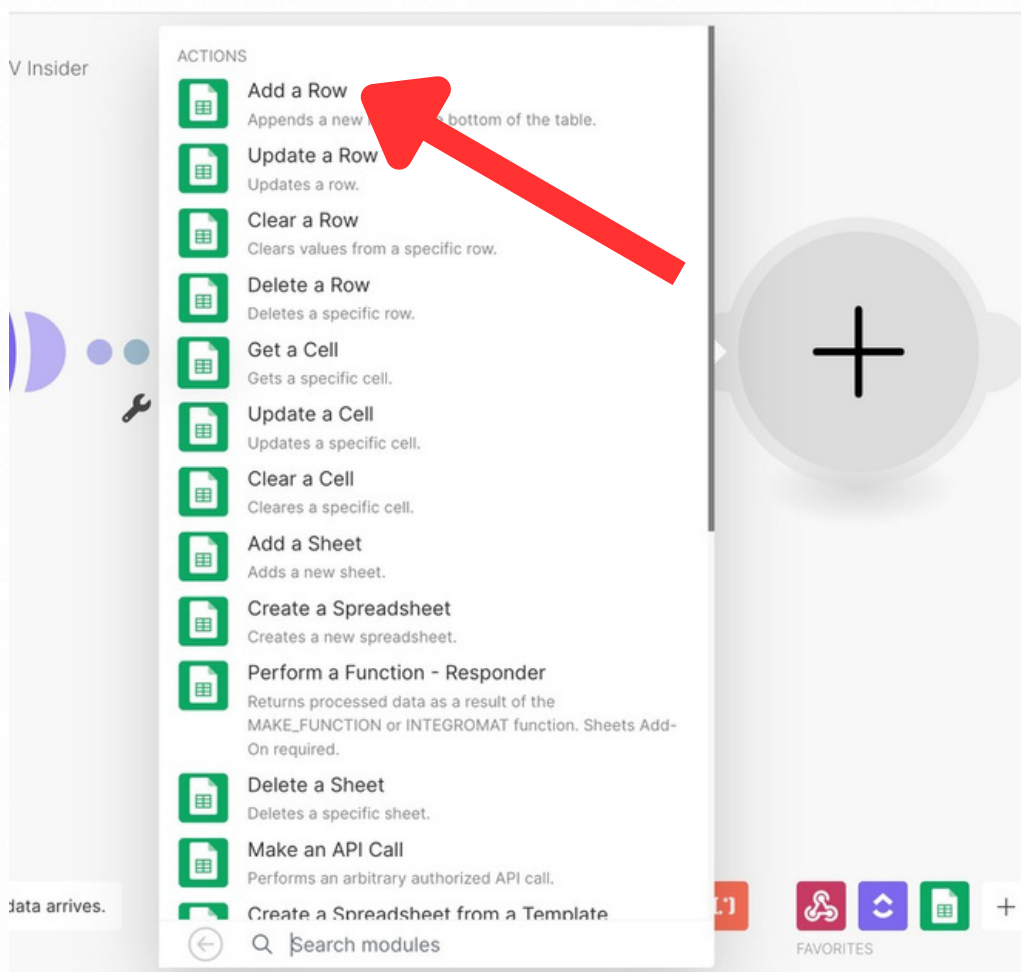 V Insider
ACTIONS
Add a Row
Appends a new bottom of the table.
Update a Row
Updates a row.
Clear a Row
Clears values from a specific row.
Delete a Row
Deletes a specific row.
Get a Cell
Gets a specific cell.
Update a Cell
Updates a specific cell.
Clear a Cell
Cleares a specific cell.
Add a Sheet
Adds a new sheet.
Create a Spreadsheet
Creates a new spreadsheet.
Perform a Function - Responder
Returns processed data as a result of the
MAKE_FUNCTION or INTEGROMAT function. Sheets Add-
On required.
Delete a Sheet
Deletes a specific sheet.
Make an API Call
Performs an arbitrary authorized API call.
Create a Spreadsheet from a Template
data arrives.
Search modules
FAVORITES